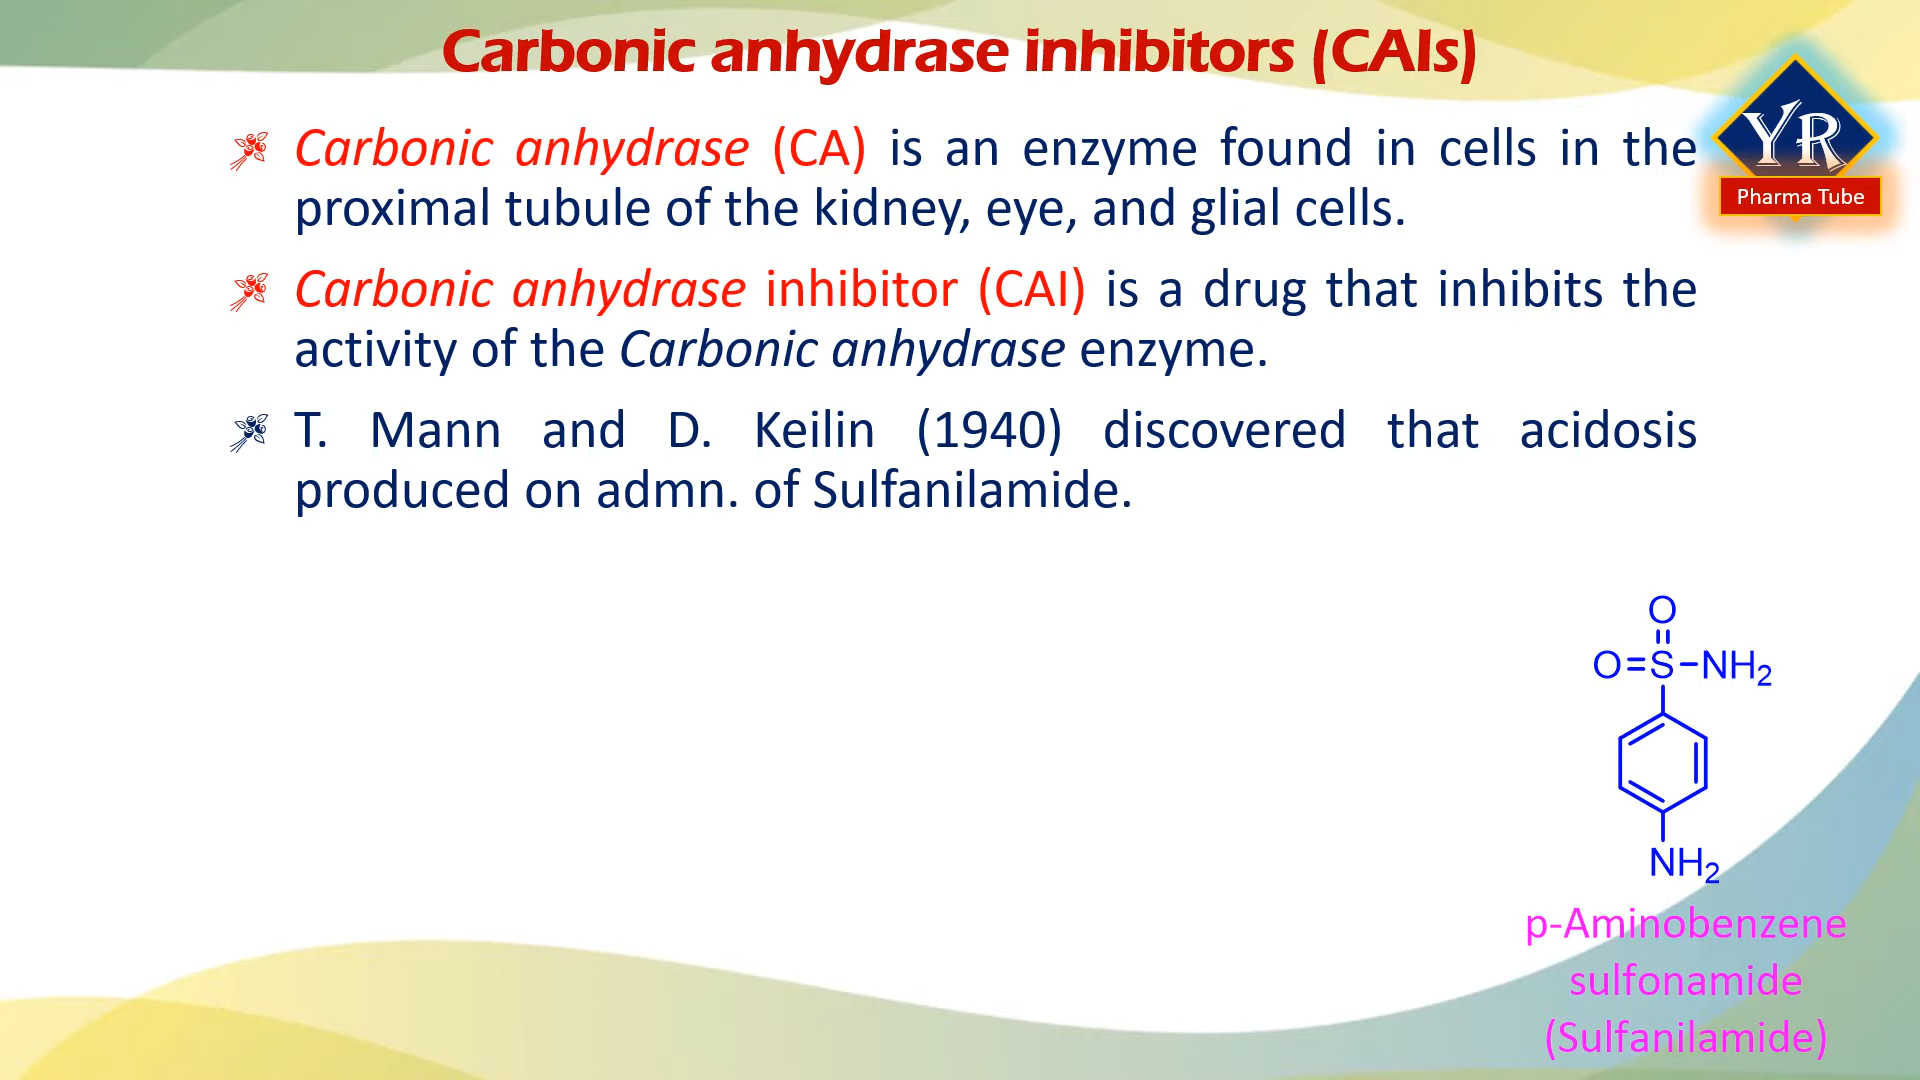 Carbonic anhydrase inhibitors (CAIs)
YR
Pharma Tube
Carbonic anhydrase (CA) is an enzyme found in cells in the
proximal tubule of the kidney, eye, and glial cells.
Carbonic anhydrase inhibitor (CAI) is a drug that inhibits the
activity of the Carbonic anhydrase enzyme.
T. Mann and D. Keilin (1940) discovered that acidosis
produced on admn. of Sulfanilamide.
O
O=S-NH2
NH2
p-Aminobenzene
sulfonamide
(Sulfanilamide)